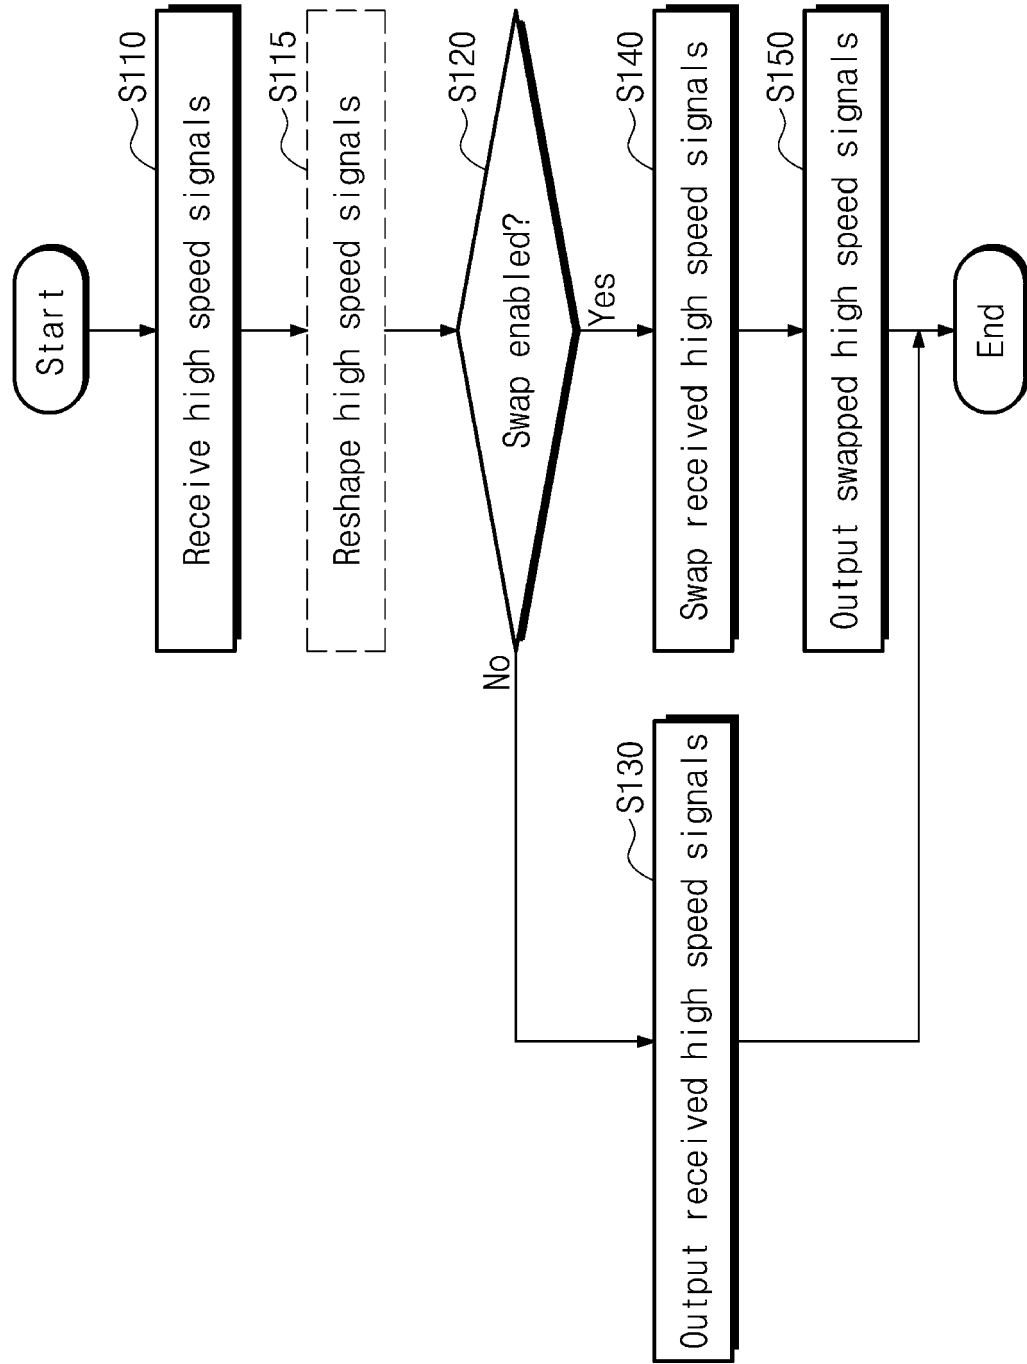 Start
S110
Receive high speed signals
S115
Reshape high speed signals
S120
Swap enabled?
No
Yes
S130
Output received high speed signals
S140
Swap received high speed signals
S150
Output swapped high speed signals
End